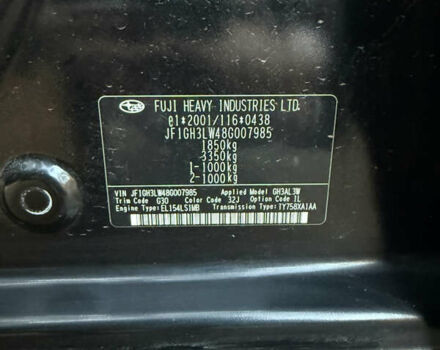 FUJI HEAVY INDUSTRIES LTD.
e1*2001/116*0438
JF1GH3LW48G007985
1850kg
3350kg
1-1000kg
2-1000kg
VIN JF1GH3LW48G007985 Applied Model GH3AL3W
Trim Code G30 Color Code 32J Option Code IL
Engine Type: EL154LS1MB Transmission Type: TY758XA1AA